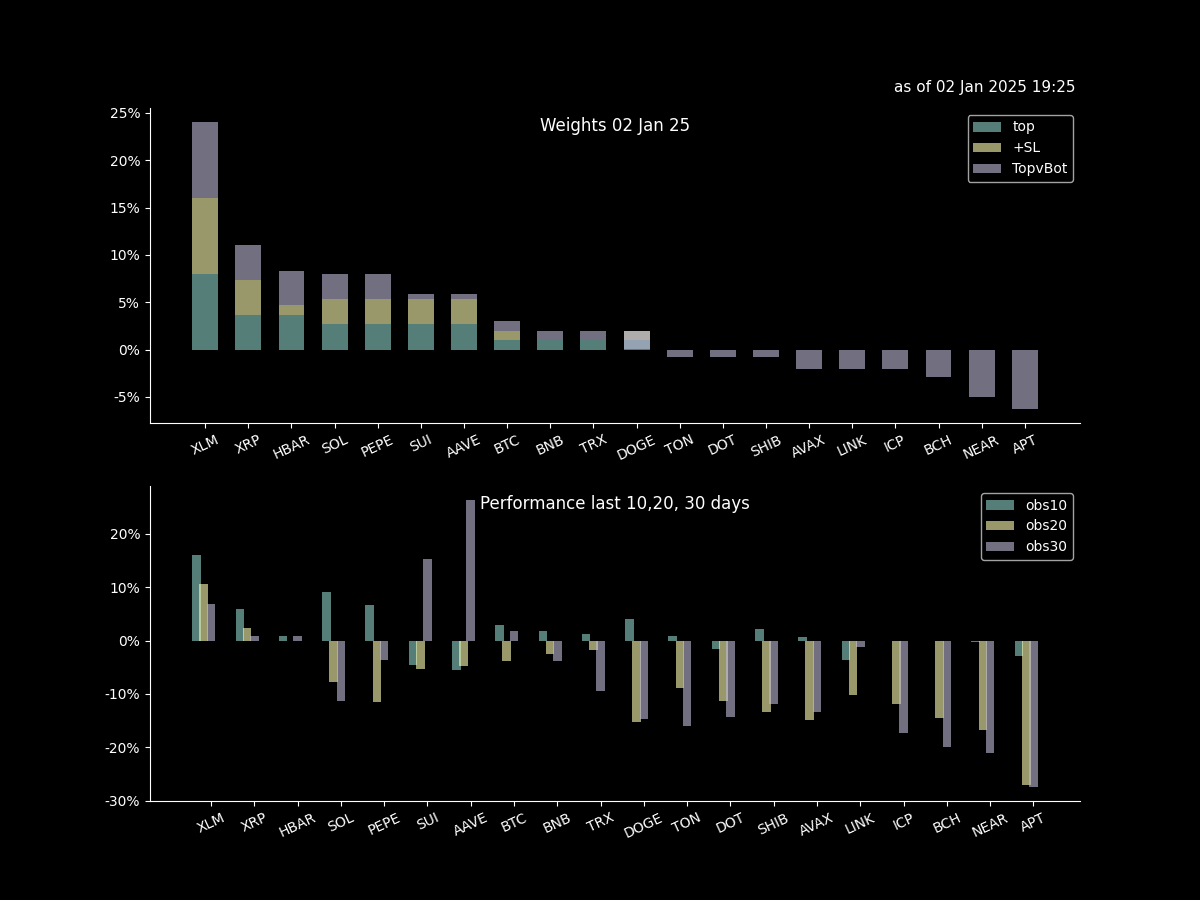 as of 02 Jan 2025 19:25
Weights 02 Jan 25
top
+SL
TopvBot
25%
20%
15%
10%
5%
0%
-5%
XLM XRP HBAR SOL PEPE SUI AAVE BTC BNB TRX DOGE TON DOT SHIB AVAX LINK ICP BCH NEAR APT
Performance last 10,20, 30 days
obs10
obs20
obs30
20%
10%
0%
-10%
-20%
-30%
XLM XRP HBAR SOL PEPE SUI AAVE BTC BNB TRX DOGE TON DOT SHIB AVAX LINK ICP BCH NEAR APT